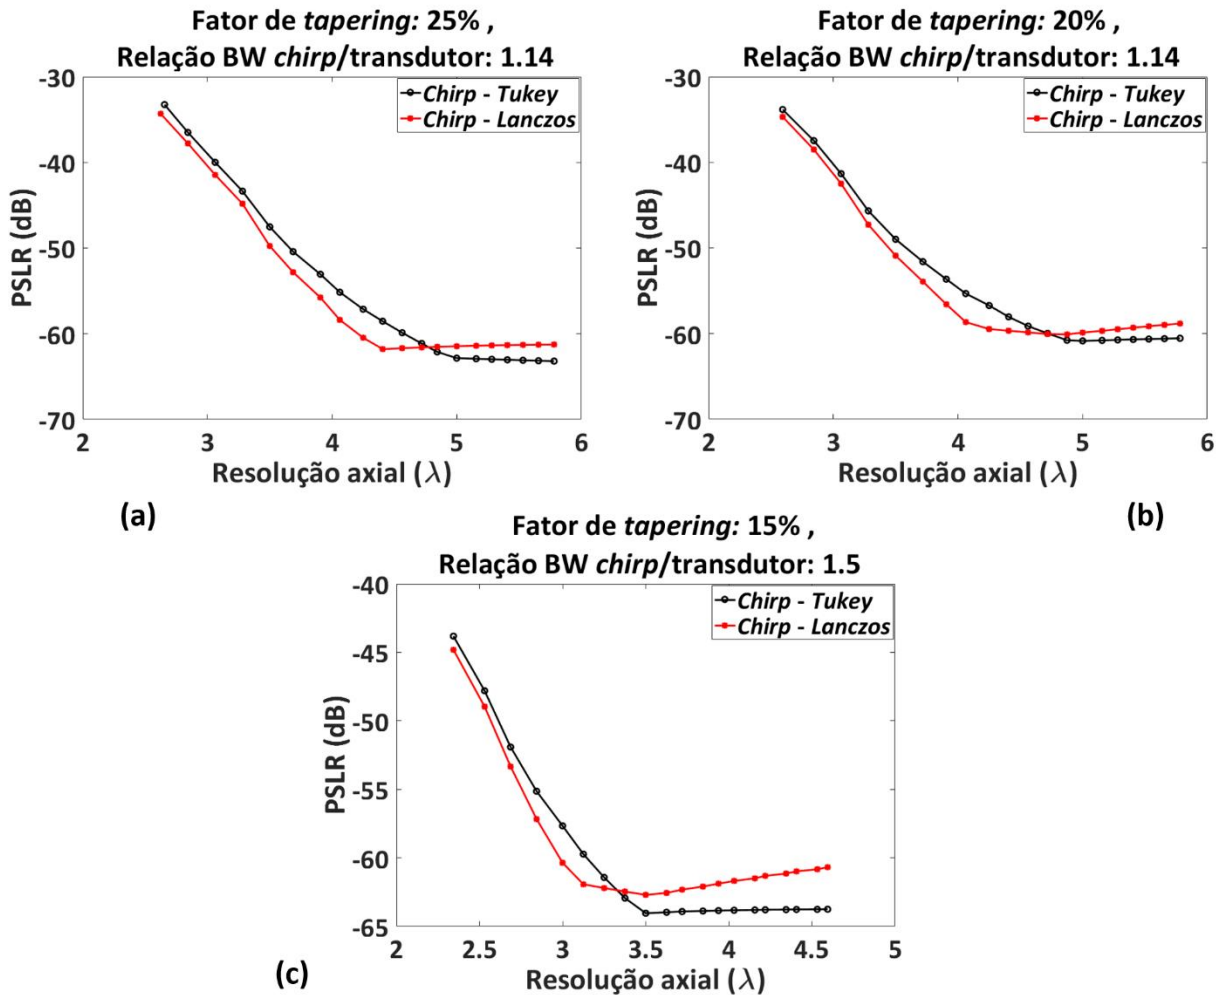 Fator de tapering: 25% ,
Relação BW chirp/transdutor: 1.14
-30
-40
-50
-60
-70
PSLR (dB)
Chirp - Tukey
Chirp - Lanczos
2 3 4 5 6
Resolução axial (λ)
(a)
Fator de tapering: 20% ,
Relação BW chirp/transdutor: 1.14
-30
-40
-50
-60
-70
PSLR (dB)
Chirp - Tukey
Chirp - Lanczos
2 3 4 5 6
Resolução axial (λ)
(b)
Fator de tapering: 15% ,
Relação BW chirp/transdutor: 1.5
-40
-45
-50
-55
-60
-65
PSLR (dB)
Chirp - Tukey
Chirp - Lanczos
2 2.5 3 3.5 4 4.5 5
Resolução axial (λ)
(c)